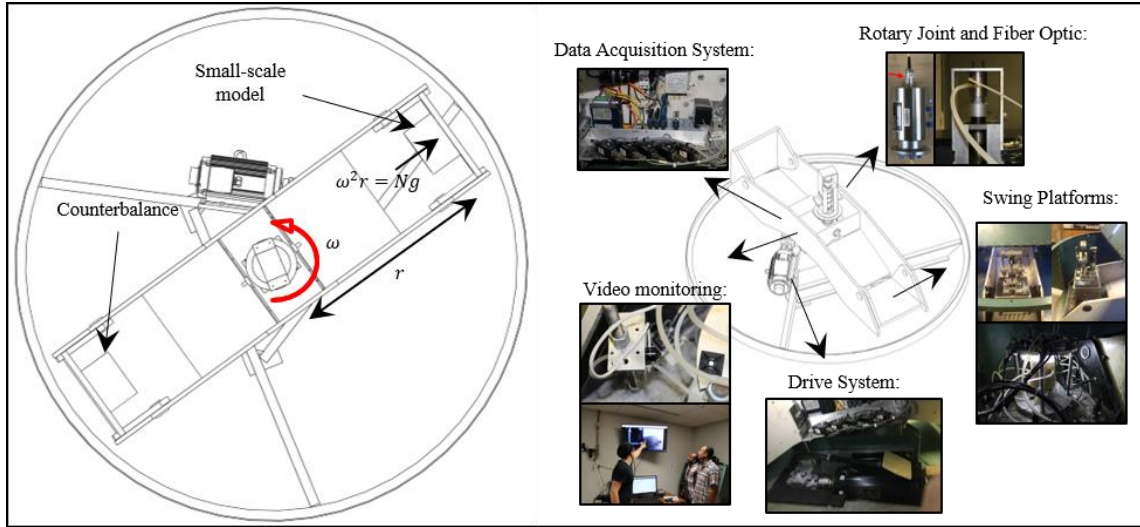 Small-scale
model
ω²r = Ng
Counterbalance
ω
r
Data Acquisition System:
Rotary Joint and Fiber Optic:
Swing Platforms:
Video monitoring:
Drive System: